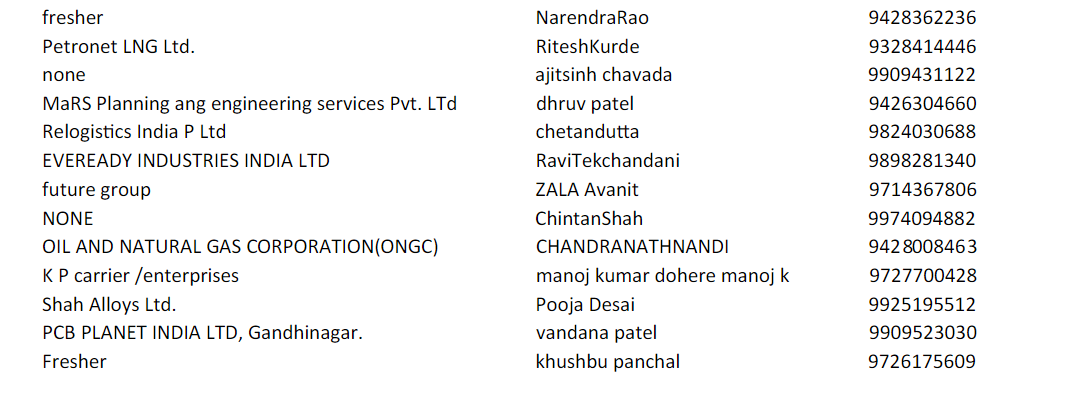 fresher NarendraRao 9428362236
Petronet LNG Ltd. RiteshKurde 9328414446
none ajitsinh chavada 9909431122
MaRS Planning ang engineering services Pvt. LTd dhruv patel 9426304660
Relogistics India P Ltd chetandutta 9824030688
EVEREADY INDUSTRIES INDIA LTD RaviTekchandani 9898281340
future group ZALA Avanit 9714367806
NONE ChintanShah 9974094882
OIL AND NATURAL GAS CORPORATION(ONGC) CHANDRANATHNANDI 9428008463
K P carrier /enterprises manoj kumar dohere manoj k 9727700428
Shah Alloys Ltd. Pooja Desai 9925195512
PCB PLANET INDIA LTD, Gandhinagar. vandana patel 9909523030
Fresher khushbu panchal 9726175609